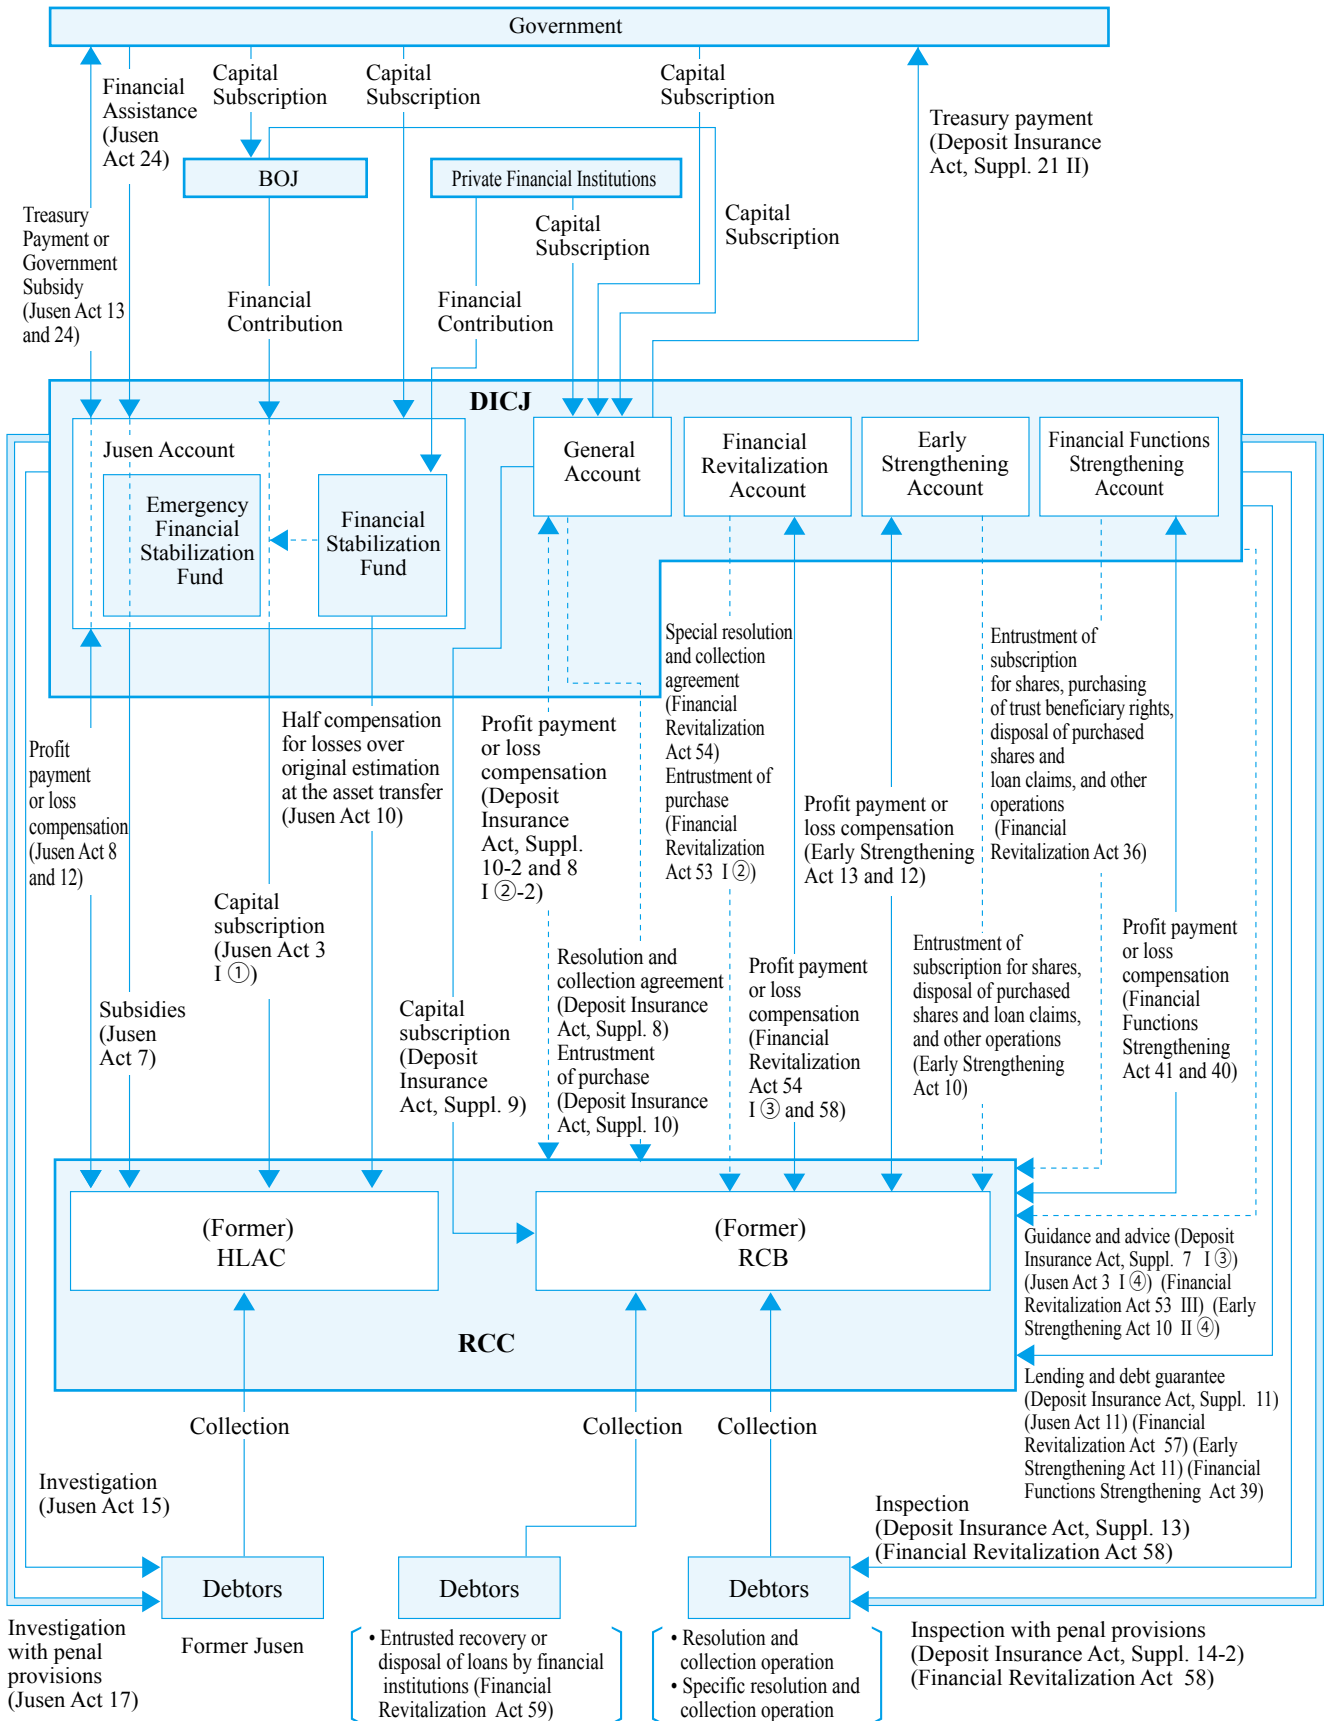 Government
Financial
Assistance
(Jusen
Act 24)
Capital
Subscription
Capital
Subscription
Capital
Subscription
Treasury payment
(Deposit Insurance
Act, Suppl. 21 II)
BOJ
Private Financial Institutions
Treasury
Payment or
Government
Subsidy
(Jusen Act 13
and 24)
Capital
Subscription
Capital
Subscription
Financial
Contribution
Financial
Contribution
DICJ
Jusen Account
Emergency
Financial
Stabilization
Fund
Financial
Stabilization
Fund
General
Account
Financial
Revitalization
Account
Early
Strengthening
Account
Financial Functions
Strengthening
Account
Profit
payment
or loss
compensation
(Jusen Act 8
and 12)
Subsidies
(Jusen
Act 7)
Capital
subscription
(Jusen Act 3
I ①)
Half compensation
for losses over
original estimation
at the asset transfer
(Jusen Act 10)
Capital
subscription
(Deposit
Insurance
Act, Suppl. 9)
Profit payment
or loss
compensation
(Deposit
Insurance
Act, Suppl.
10-2 and 8
I ②-2)
Resolution and
collection agreement
(Deposit Insurance
Act, Suppl. 8)
Entrustment
of purchase
(Deposit Insurance
Act, Suppl. 10)
Special resolution
and collection
agreement
(Financial
Revitalization
Act 54)
Entrustment of
purchase
(Financial
Revitalization
Act 53 I ②)
Profit payment
or loss
compensation
(Financial
Revitalization
Act 54
I ③ and 58)
Profit payment or
loss compensation
(Early Strengthening
Act 13 and 12)
Entrustment of
subscription for shares,
disposal of purchased
shares and loan claims,
and other operations
(Early Strengthening
Act 10)
Entrustment of
subscription
for shares, purchasing
of trust beneficiary rights,
disposal of purchased
shares and
loan claims, and other
operations
(Financial
Revitalization Act 36)
Profit payment
or loss
compensation
(Financial
Functions
Strengthening
Act 41 and 40)
(Former)
HLAC
(Former)
RCB
RCC
Guidance and advice (Deposit
Insurance Act, Suppl. 7 I ③)
(Jusen Act 3 I ④) (Financial
Revitalization Act 53 III) (Early
Strengthening Act 10 II ④)
Lending and debt guarantee
(Deposit Insurance Act, Suppl. 11)
(Jusen Act 11) (Financial
Revitalization Act 57) (Early
Strengthening Act 11) (Financial
Functions Strengthening Act 39)
Collection
Collection
Collection
Investigation
(Jusen Act 15)
Inspection
(Deposit Insurance Act, Suppl. 13)
(Financial Revitalization Act 58)
Debtors
Debtors
Debtors
Investigation
with penal
provisions
(Jusen Act 17)
Former Jusen
• Entrusted recovery or
disposal of loans by financial
institutions (Financial
Revitalization Act 59)
• Resolution and
collection operation
• Specific resolution and
collection operation
Inspection with penal provisions
(Deposit Insurance Act, Suppl. 14-2)
(Financial Revitalization Act 58)